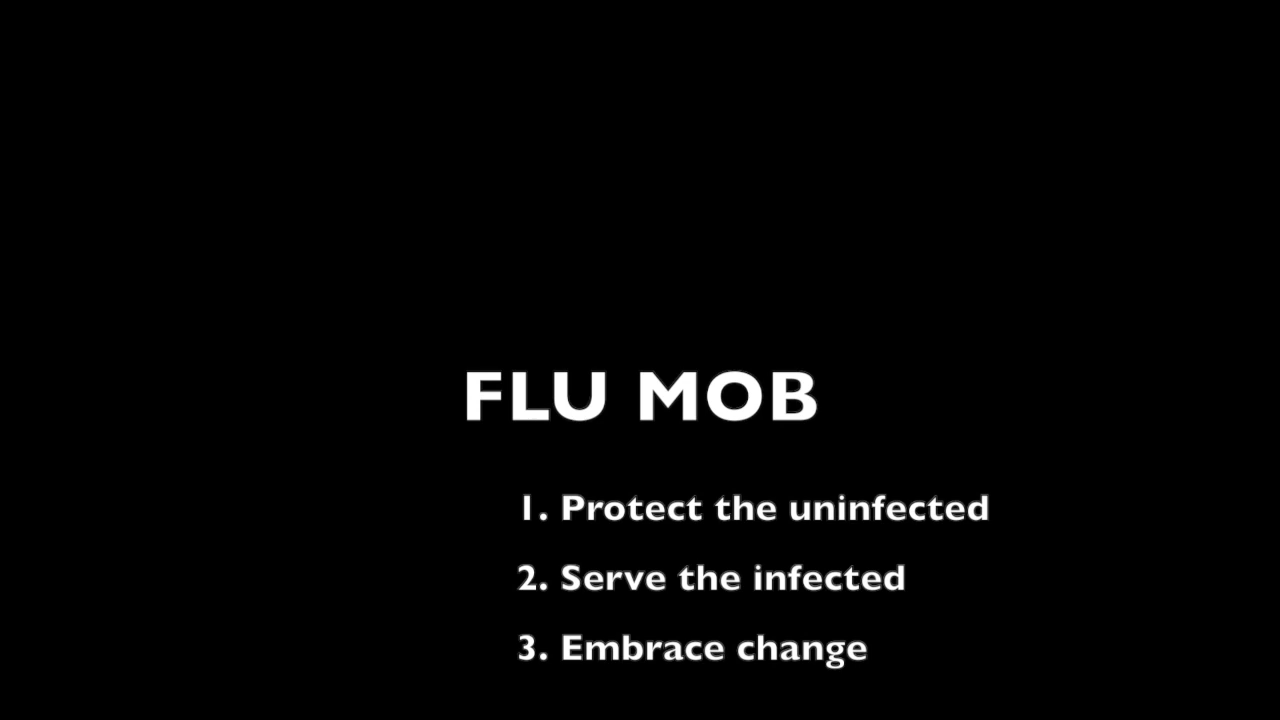 FLU MOB
1. Protect the uninfected
2. Serve the infected
3. Embrace change